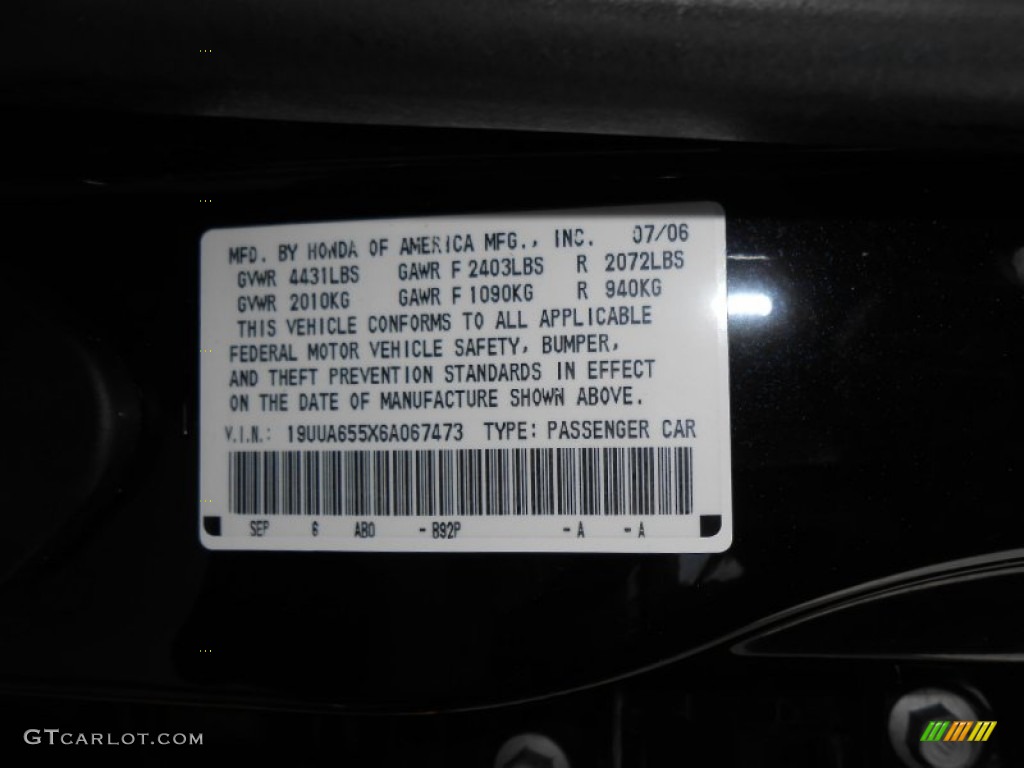 MFD. BY HONDA OF AMERICA MFG., INC. 07/06
GVWR 4431LBS GAWR F 2403LBS R 2072LBS
GVWR 2010KG GAWR F 1090KG R 940KG
THIS VEHICLE CONFORMS TO ALL APPLICABLE
FEDERAL MOTOR VEHICLE SAFETY, BUMPER,
AND THEFT PREVENTION STANDARDS IN EFFECT
ON THE DATE OF MANUFACTURE SHOWN ABOVE.
V.I.N.: 19UUA655X6A067473 TYPE: PASSENGER CAR
SEP 6 AB0 - B92P - A - A
GTCARLOT.COM